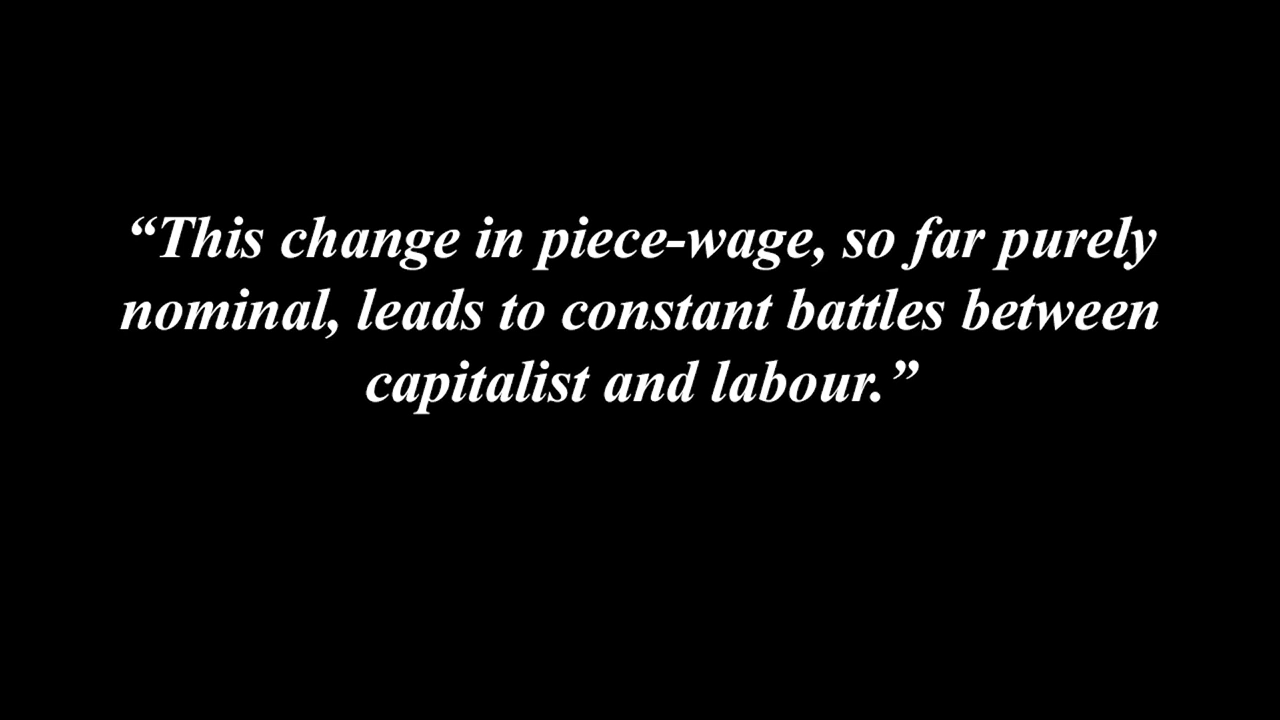 “This change in piece-wage, so far purely
nominal, leads to constant battles between
capitalist and labour.”